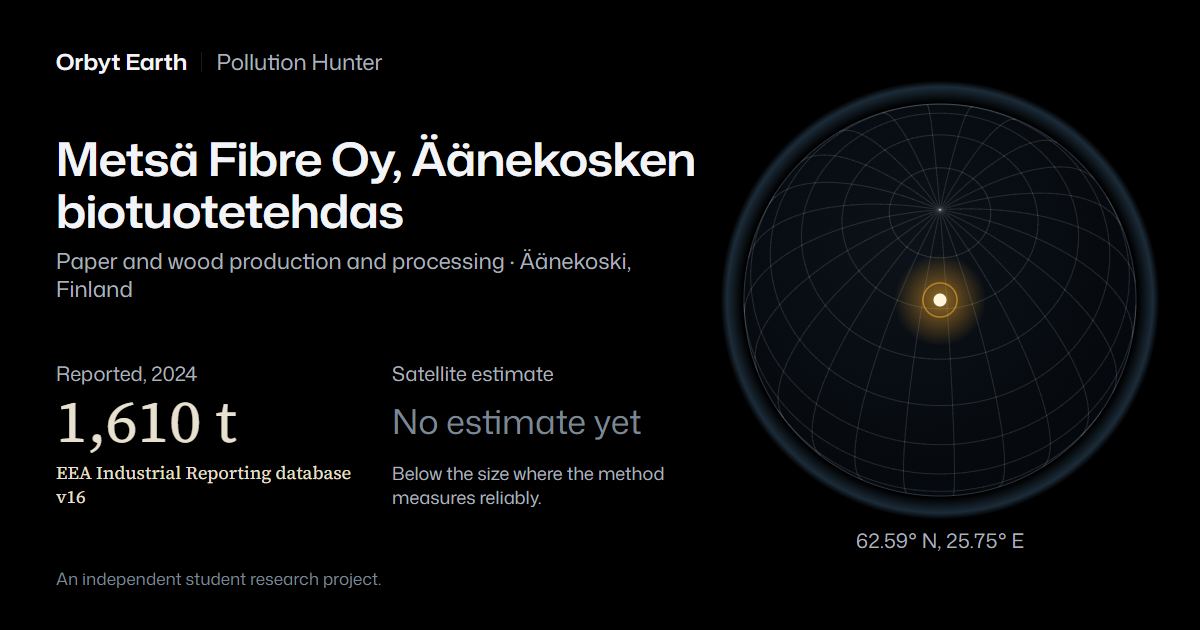 Orbyt Earth | Pollution Hunter
Metsä Fibre Oy, Äänekosken
biotuotetehdas
Paper and wood production and processing · Äänekoski,
Finland
Reported, 2024
1,610 t
EEA Industrial Reporting database
v16
Satellite estimate
No estimate yet
Below the size where the method
measures reliably.
62.59° N, 25.75° E
An independent student research project.